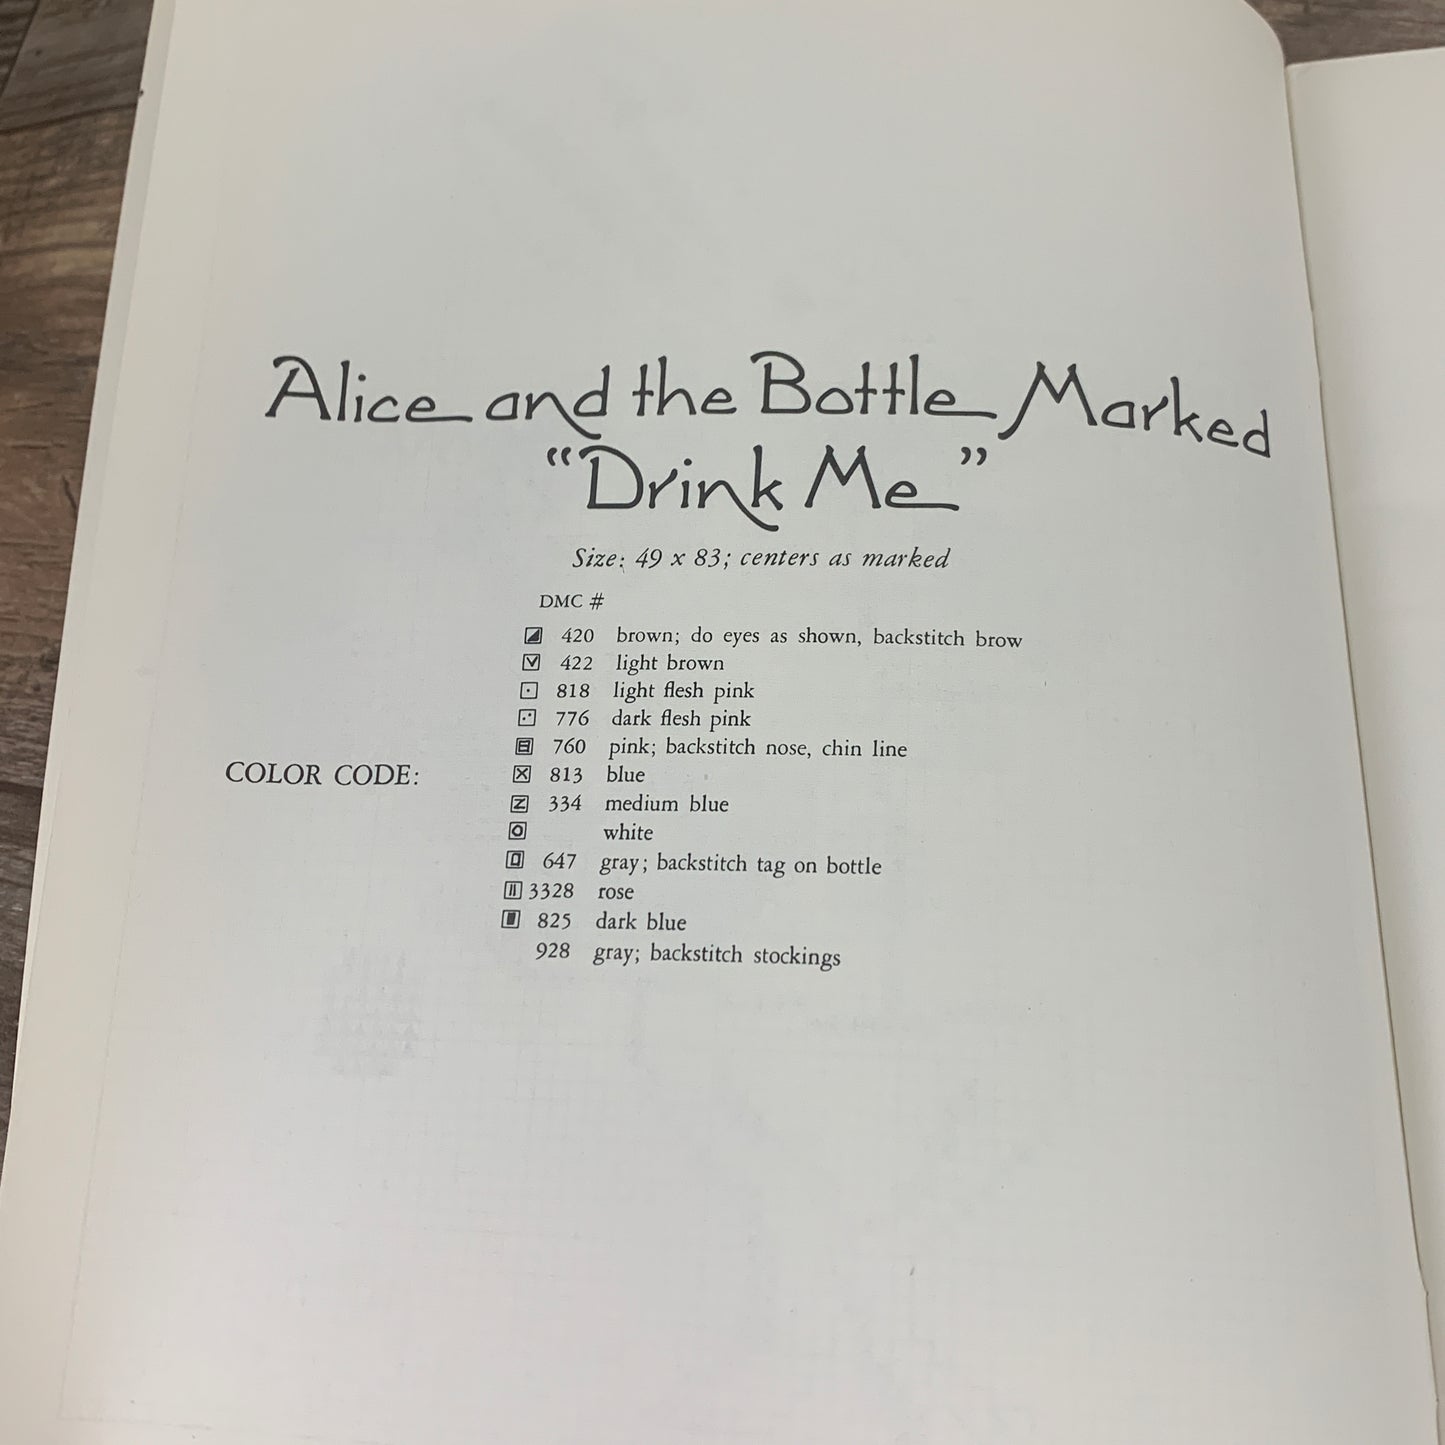 Alice and the Bottle Marked
“Drink Me”
Size: 49 x 83; centers as marked
DMC #
420 brown; do eyes as shown, backstitch brow
422 light brown
818 light flesh pink
776 dark flesh pink
760 pink; backstitch nose, chin line
COLOR CODE:
813 blue
334 medium blue
white
647 gray; backstitch tag on bottle
3328 rose
825 dark blue
928 gray; backstitch stockings